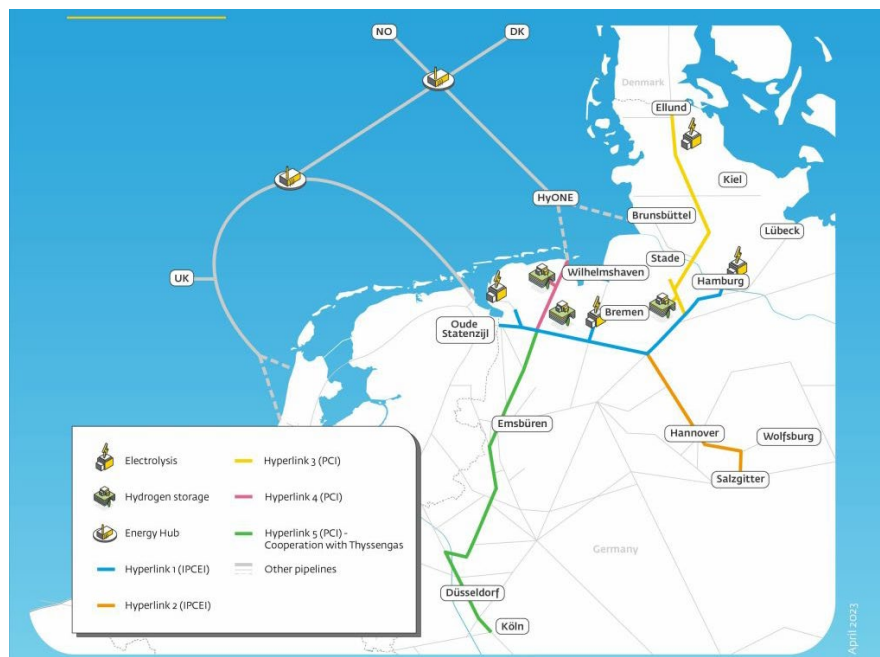 NO
DK
Denmark
Ellund
Kiel
HyONE
Brunsbüttel
Lübeck
Stade
UK
Wilhelmshaven
Hamburg
Bremen
Oude
Statenzijl
Emsbüren
Hannover
Wolfsburg
Salzgitter
Germany
Düsseldorf
Köln
Electrolysis
Hydrogen storage
Energy Hub
Hyperlink 1 (IPCEI)
Hyperlink 2 (IPCEI)
Hyperlink 3 (PCI)
Hyperlink 4 (PCI)
Hyperlink 5 (PCI) -
Cooperation with Thyssengas
Other pipelines
April 2023